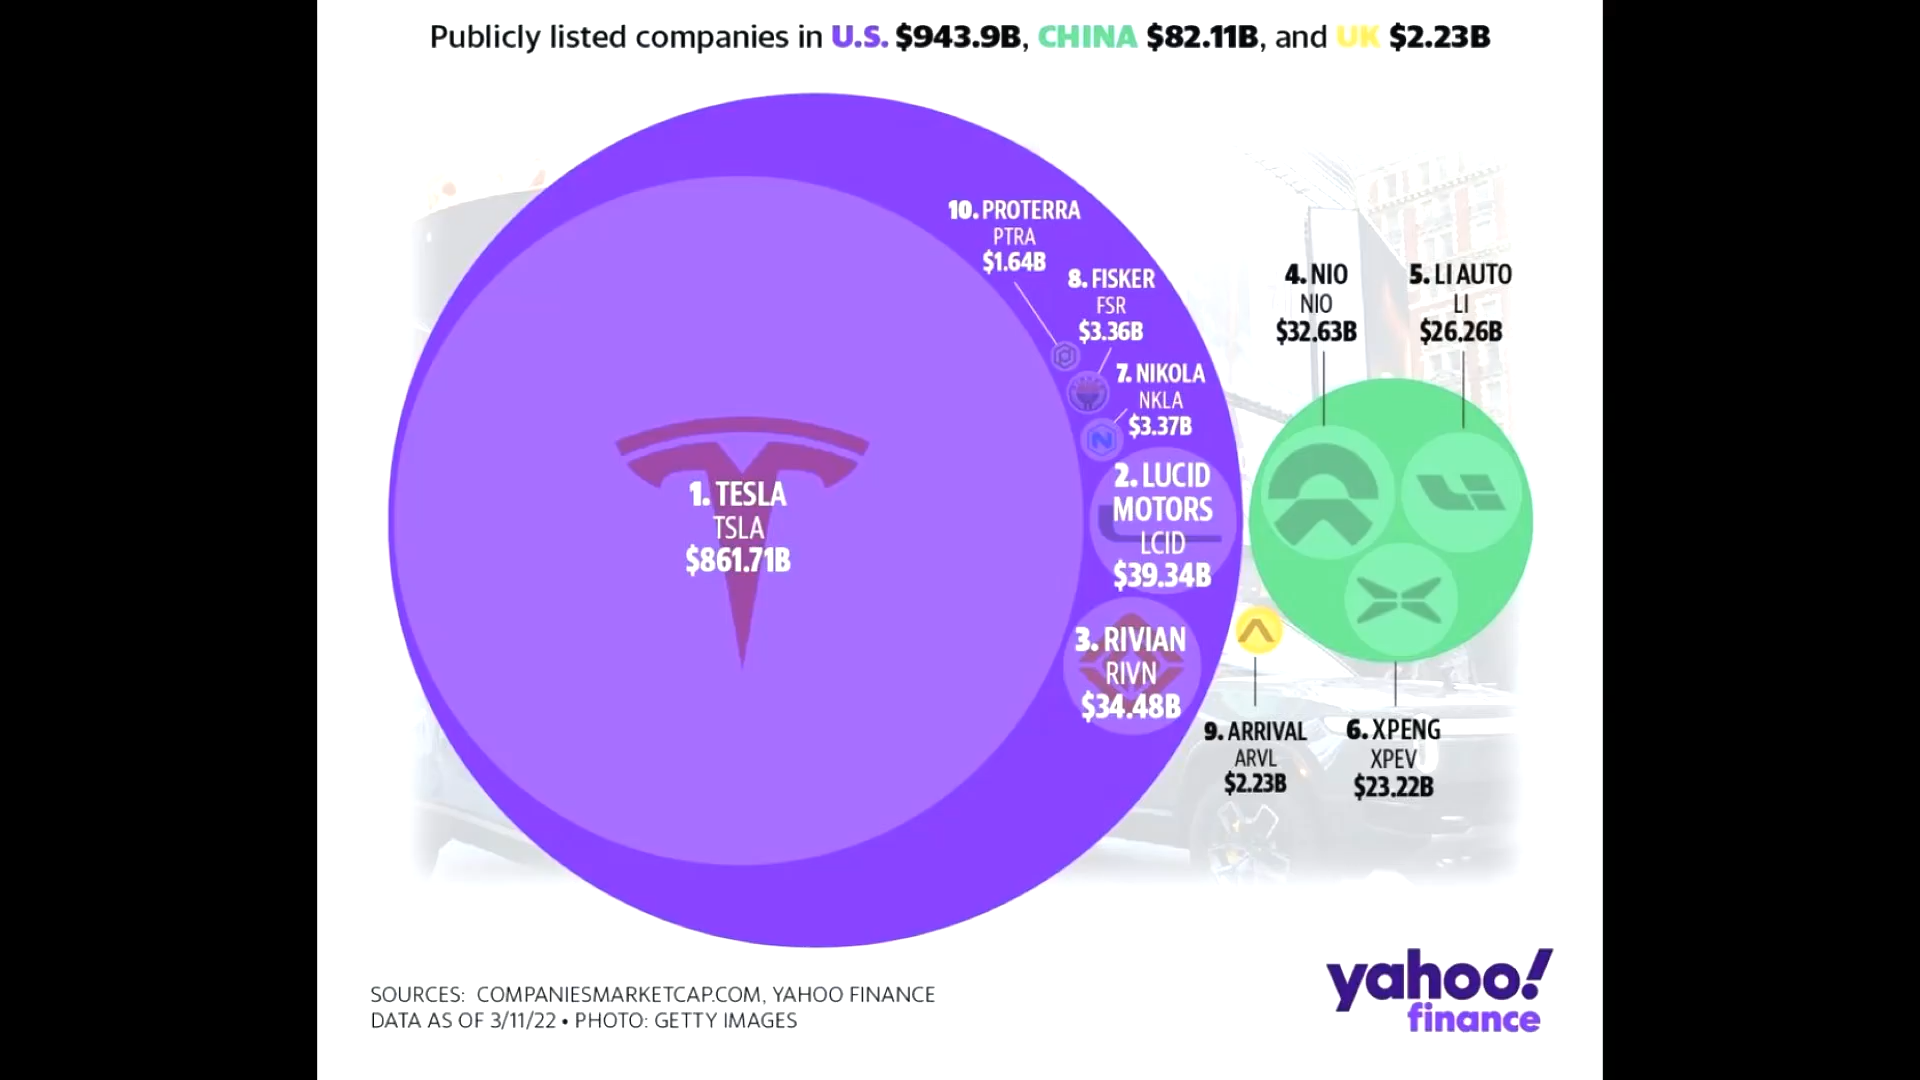 Publicly listed companies in U.S. $943.9B, CHINA $82.11B, and UK $2.23B
10. PROTERRA
PTRA
$1.64B
8. FISKER
FSR
$3.36B
7. NIKOLA
NKLA
$3.37B
4. NIO
NIO
$32.63B
5. LI AUTO
LI
$26.26B
1. TESLA
TSLA
$861.71B
2. LUCID
MOTORS
LCID
$39.34B
3. RIVIAN
RIVN
$34.48B
9. ARRIVAL
ARVL
$2.23B
6. XPENG
XPEV
$23.22B
SOURCES: COMPANIESMARKETCAP.COM, YAHOO FINANCE
DATA AS OF 3/11/22 • PHOTO: GETTY IMAGES
yahoo!
finance